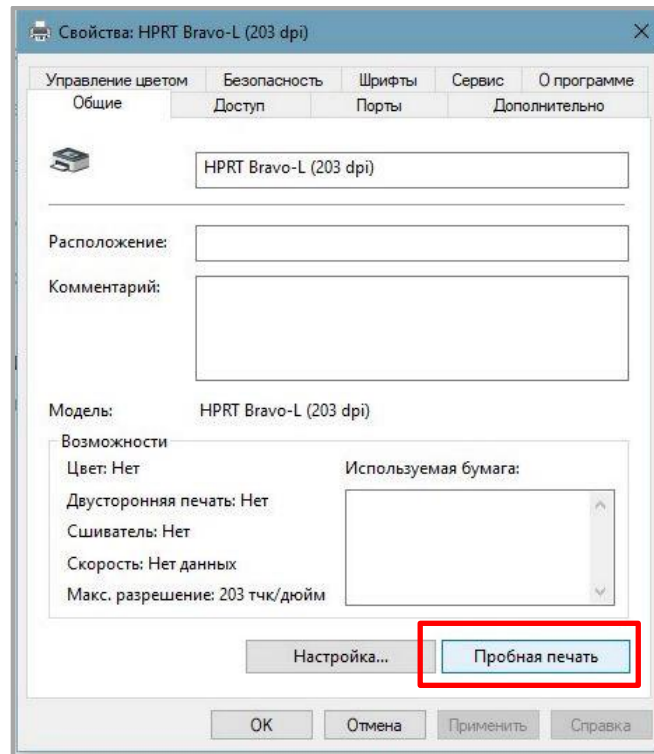 Свойства: HPRT Bravo-L (203 dpi)
Управление цветом Безопасность Шрифты Сервис О программе
Общие Доступ Порты Дополнительно
HPRT Bravo-L (203 dpi)
Расположение:
Комментарий:
Модель: HPRT Bravo-L (203 dpi)
Возможности
Цвет: Нет Используемая бумага:
Двусторонняя печать: Нет
Сшиватель: Нет
Скорость: Нет данных
Макс. разрешение: 203 тчк/дюйм
Настройка... Пробная печать
OK Отмена Применить Справка